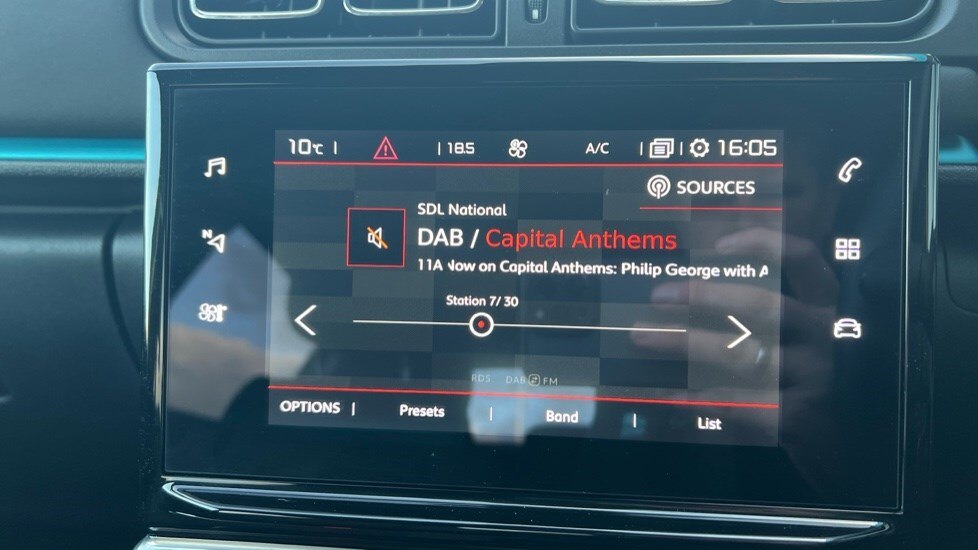 10°C | | 18.5 A/C | | 16:05
SOURCES
SDL National
DAB / Capital Anthems
11A Now on Capital Anthems: Philip George with A
Station 7/ 30
RDS DAB FM
OPTIONS | Presets | Band | List
N